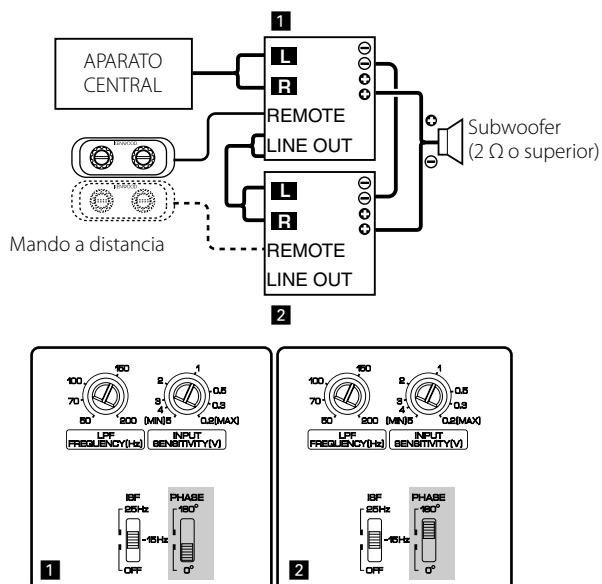 1
APARATO
CENTRAL
L
R
REMOTE
LINE OUT
⊖
⊖
⊕
⊕
KENWOOD
KENWOOD
Mando a distancia
L
R
REMOTE
LINE OUT
⊖
⊖
⊕
⊕
2
⊕
⊖
Subwoofer
(2 Ω o superior)
150
100
70
50
200
LPF
FREQUENCY(Hz)
1
2
3
4
(MIN)5
0.5
0.3
0.2(MAX)
INPUT
SENSITIVITY(V)
ISF
25Hz
15Hz
OFF
PHASE
180°
0°
1
150
100
70
50
200
LPF
FREQUENCY(Hz)
1
2
3
4
(MIN)5
0.5
0.3
0.2(MAX)
INPUT
SENSITIVITY(V)
ISF
25Hz
15Hz
OFF
PHASE
180°
0°
2